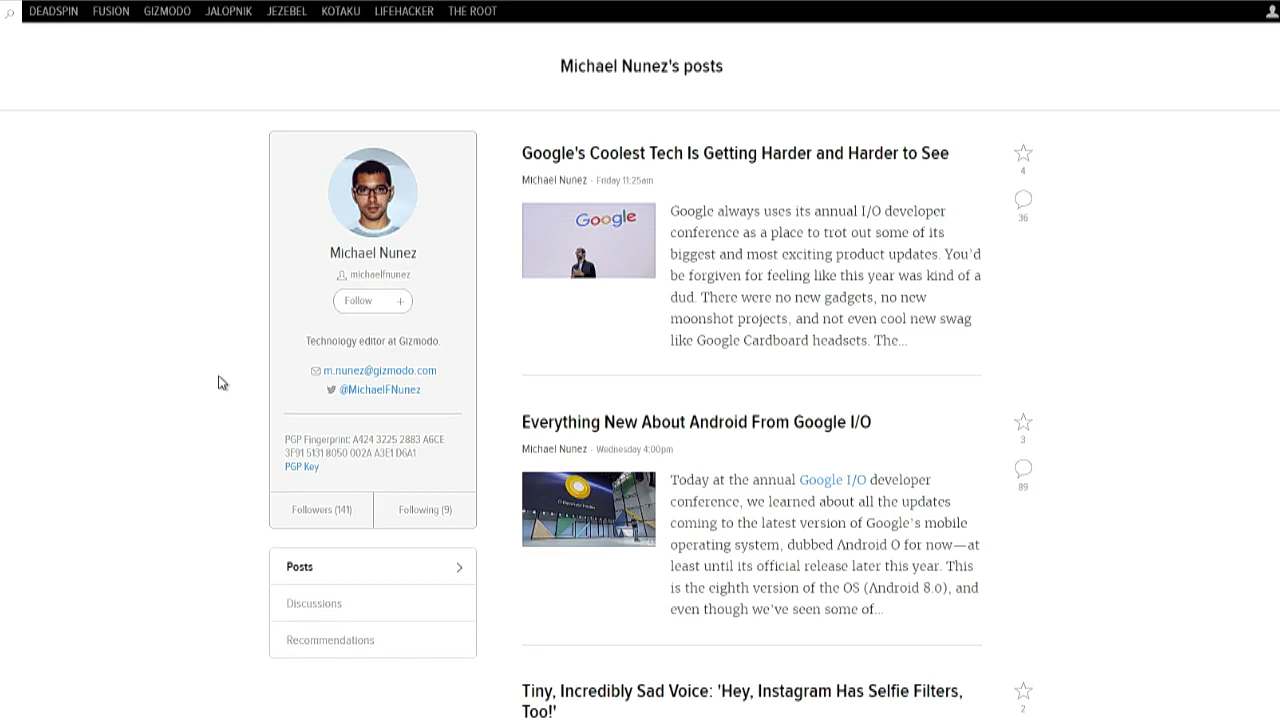 DEADSPIN FUSION GIZMODO JALOPNIK JEZEBEL KOTAKU LIFEHACKER THE ROOT
Michael Nunez's posts
Michael Nunez
michaelfnunez
Follow +
Technology editor at Gizmodo.
m.nunez@gizmodo.com
@MichaelFNunez
PGP Fingerprint: A424 3225 2883 A6CE
3F91 5131 8050 002A A3E1 D6A1
PGP Key
Followers (141) Following (9)
Posts
Discussions
Recommendations
Google's Coolest Tech Is Getting Harder and Harder to See
Michael Nunez - Friday 11:25am
4
36
Google
Google always uses its annual I/O developer
conference as a place to trot out some of its
biggest and most exciting product updates. You'd
be forgiven for feeling like this year was kind of a
dud. There were no new gadgets, no new
moonshot projects, and not even cool new swag
like Google Cardboard headsets. The...
Everything New About Android From Google I/O
Michael Nunez - Wednesday 4:00pm
3
89
Today at the annual Google I/O developer
conference, we learned about all the updates
coming to the latest version of Google's mobile
operating system, dubbed Android O for now—at
least until its official release later this year. This
is the eighth version of the OS (Android 8.0), and
even though we've seen some of...
Tiny, Incredibly Sad Voice: 'Hey, Instagram Has Selfie Filters,
Too!'
2